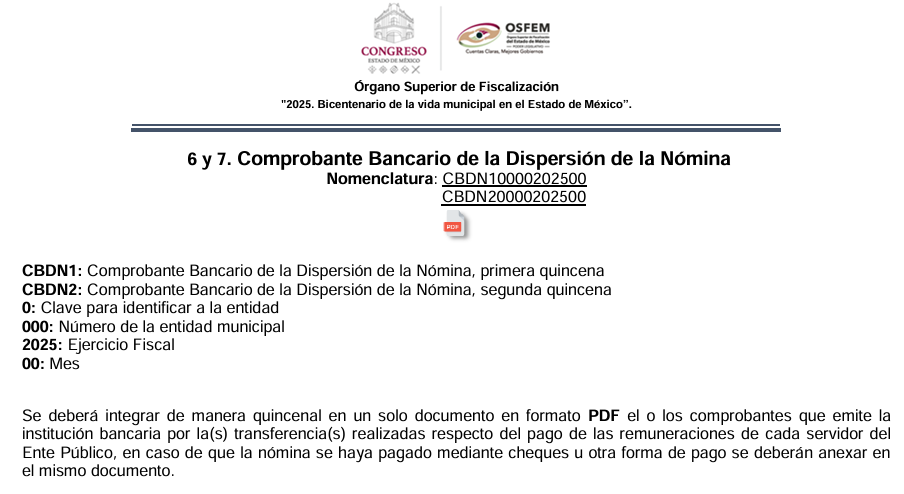 CONGRESO
ESTADO DE MÉXICO
OSFEM
Órgano Superior de Fiscalización
del Estado de México
PODER LEGISLATIVO
Cuentas Claras, Mejores Gobiernos
Órgano Superior de Fiscalización
"2025. Bicentenario de la vida municipal en el Estado de México”.
6 y 7. Comprobante Bancario de la Dispersión de la Nómina
Nomenclatura: CBDN10000202500
CBDN20000202500
PDF
CBDN1: Comprobante Bancario de la Dispersión de la Nómina, primera quincena
CBDN2: Comprobante Bancario de la Dispersión de la Nómina, segunda quincena
0: Clave para identificar a la entidad
000: Número de la entidad municipal
2025: Ejercicio Fiscal
00: Mes
Se deberá integrar de manera quincenal en un solo documento en formato PDF el o los comprobantes que emite la
institución bancaria por la(s) transferencia(s) realizadas respecto del pago de las remuneraciones de cada servidor del
Ente Público, en caso de que la nómina se haya pagado mediante cheques u otra forma de pago se deberán anexar en
el mismo documento.